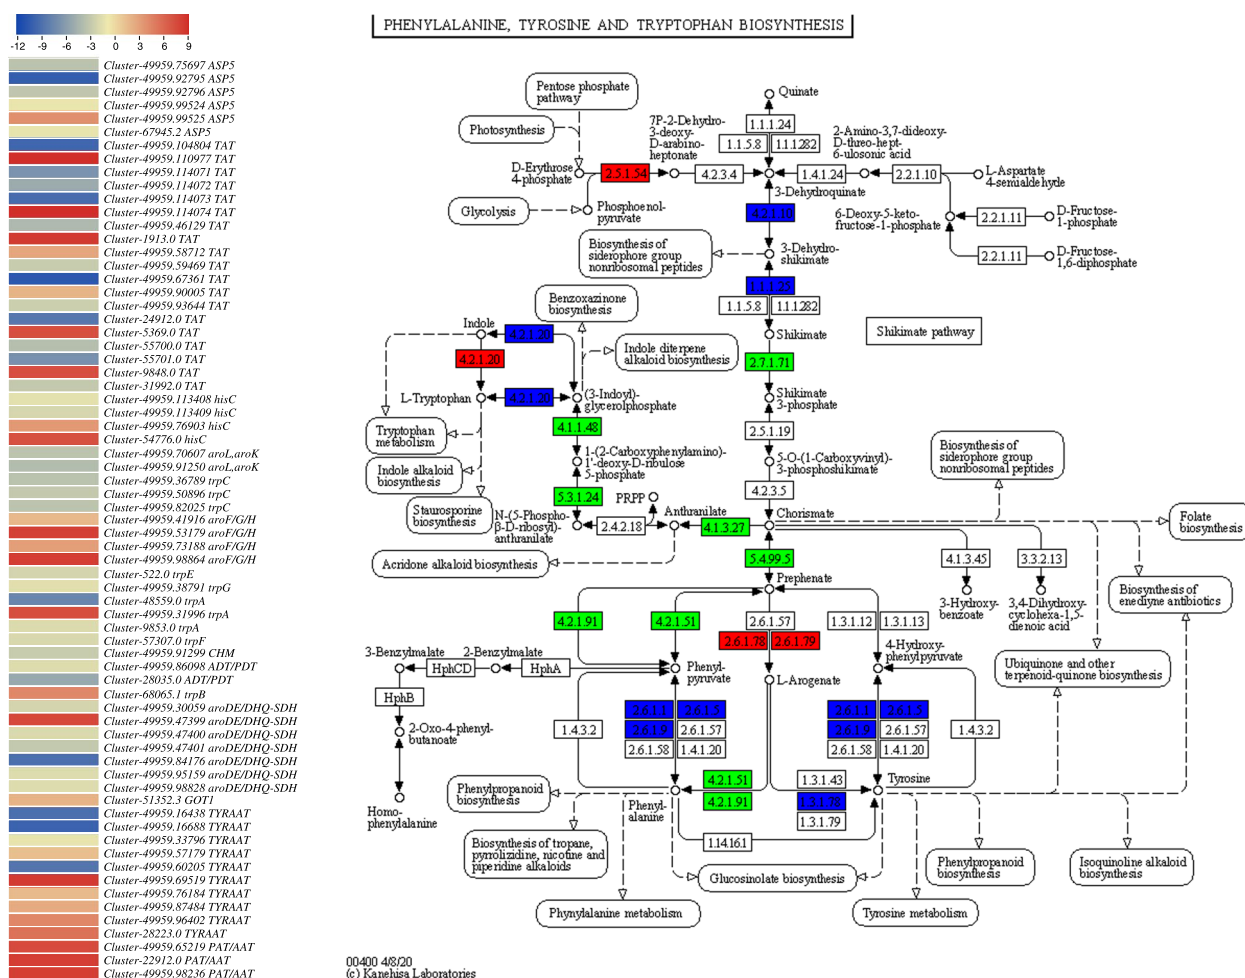 -12 -9 -6 -3 0 3 6 9
Cluster-49959.75697 ASP5
Cluster-49959.92795 ASP5
Cluster-49959.92796 ASP5
Cluster-49959.99524 ASP5
Cluster-49959.99525 ASP5
Cluster-67945.2 ASP5
Cluster-49959.104804 TAT
Cluster-49959.110977 TAT
Cluster-49959.114071 TAT
Cluster-49959.114072 TAT
Cluster-49959.114073 TAT
Cluster-49959.114074 TAT
Cluster-49959.46129 TAT
Cluster-1913.0 TAT
Cluster-49959.58712 TAT
Cluster-49959.59469 TAT
Cluster-49959.67361 TAT
Cluster-49959.90005 TAT
Cluster-49959.93644 TAT
Cluster-24912.0 TAT
Cluster-5369.0 TAT
Cluster-55700.0 TAT
Cluster-55701.0 TAT
Cluster-9848.0 TAT
Cluster-31992.0 TAT
Cluster-49959.113408 hisC
Cluster-49959.113409 hisC
Cluster-49959.76903 hisC
Cluster-54776.0 hisC
Cluster-49959.70607 aroL,aroK
Cluster-49959.91250 aroL,aroK
Cluster-49959.36789 trpC
Cluster-49959.50896 trpC
Cluster-49959.82025 trpC
Cluster-49959.41916 aroF/G/H
Cluster-49959.53179 aroF/G/H
Cluster-49959.73188 aroF/G/H
Cluster-49959.98864 aroF/G/H
Cluster-522.0 trpE
Cluster-49959.38791 trpG
Cluster-48559.0 trpA
Cluster-49959.31996 trpA
Cluster-9853.0 trpA
Cluster-57307.0 trpF
Cluster-49959.91299 CHM
Cluster-49959.86098 ADT/PDT
Cluster-28035.0 ADT/PDT
Cluster-68065.1 trpB
Cluster-49959.30059 aroDE/DHQ-SDH
Cluster-49959.47399 aroDE/DHQ-SDH
Cluster-49959.47400 aroDE/DHQ-SDH
Cluster-49959.47401 aroDE/DHQ-SDH
Cluster-49959.84176 aroDE/DHQ-SDH
Cluster-49959.95159 aroDE/DHQ-SDH
Cluster-49959.98828 aroDE/DHQ-SDH
Cluster-51352.3 GOT1
Cluster-49959.16438 TYRAAT
Cluster-49959.16688 TYRAAT
Cluster-49959.33796 TYRAAT
Cluster-49959.57179 TYRAAT
Cluster-49959.60205 TYRAAT
Cluster-49959.69519 TYRAAT
Cluster-49959.76184 TYRAAT
Cluster-49959.87484 TYRAAT
Cluster-49959.96402 TYRAAT
Cluster-28223.0 TYRAAT
Cluster-49959.65219 PAT/AAT
Cluster-22912.0 PAT/AAT
Cluster-49959.98236 PAT/AAT
PHENYLALANINE, TYROSINE AND TRYPTOPHAN BIOSYNTHESIS
Pentose phosphate
pathway
Photosynthesis
D-Erythrose
4-phosphate
2.5.1.54
Glycolysis
Phosphoenol-
pyruvate
7P-2-Dehydro-
3-deoxy-
D-arabino-
heptonate
4.2.3.4
Quinate
1.1.1.24
1.1.5.8
1.1.1.282
2-Amino-3,7-dideoxy-
D-threo-hept-
6-ulosonic acid
1.4.1.24
2.2.1.10
L-Aspartate
4-semialdehyde
3-Dehydroquinate
4.2.1.10
6-Deoxy-5-keto-
fructose-1-phosphate
2.2.1.11
D-Fructose-
1-phosphate
2.2.1.11
D-Fructose-
1,6-diphosphate
Biosynthesis of
siderophore group
nonribosomal peptides
3-Dehydro-
shikimate
1.1.1.25
1.1.5.8
1.1.1.282
Shikimate
Shikimate pathway
2.7.1.71
Shikimate
3-phosphate
2.5.1.19
5-O-(1-Carboxyvinyl)-
3-phosphoshikimate
4.2.3.5
Chorismate
Benzoxazinone
biosynthesis
Indole
4.2.1.20
4.2.1.20
Indole diterpene
alkaloid biosynthesis
L-Tryptophan
4.2.1.20
(3-Indoyl)-
glycerolphosphate
Tryptophan
metabolism
4.1.1.48
Indole alkaloid
biosynthesis
1-(2-Carboxyphenylamino)-
1'-deoxy-D-ribulose
5-phosphate
Staurosporine
biosynthesis
5.3.1.24
PRPP
N-(5-Phospho-
β-D-ribosyl)-
anthranilate
2.4.2.18
Anthranilate
4.1.3.27
Acridone alkaloid biosynthesis
5.4.99.5
Prephenate
Biosynthesis of
siderophore group
nonribosomal peptides
Folate
biosynthesis
4.1.3.45
3.3.2.13
3-Hydroxy-
benzoate
3,4-Dihydroxy-
cyclohexa-1,5-
dienoic acid
Biosynthesis of
enediyne antibiotics
Ubiquinone and other
terpenoid-quinone biosynthesis
4.2.1.91
4.2.1.51
2.6.1.57
2.6.1.78
2.6.1.79
1.3.1.12
1.3.1.13
3-Benzylmalate
2-Benzylmalate
HphCD
HphA
HphB
Phenyl-
pyruvate
L-Arogenate
4-Hydroxy-
phenylpyruvate
2-Oxo-4-phenyl-
butanoate
Homo-
phenylalanine
1.4.3.2
2.6.1.1
2.6.1.5
2.6.1.9
2.6.1.57
2.6.1.58
1.4.1.20
2.6.1.1
2.6.1.5
2.6.1.9
2.6.1.57
2.6.1.58
1.4.1.20
1.4.3.2
4.2.1.51
4.2.1.91
1.3.1.43
1.3.1.78
1.3.1.79
Tyrosine
Phenyl-
alanine
1.14.16.1
Phenylpropanoid
biosynthesis
Biosynthesis of tropane,
pyrrolizidine, nicotine and
piperidine alkaloids
Glucosinolate biosynthesis
Phenylpropanoid
biosynthesis
Isoquinoline alkaloid
biosynthesis
Phynylalanine metabolism
Tyrosine metabolism
00400 4/8/20
(c) Kanehisa Laboratories